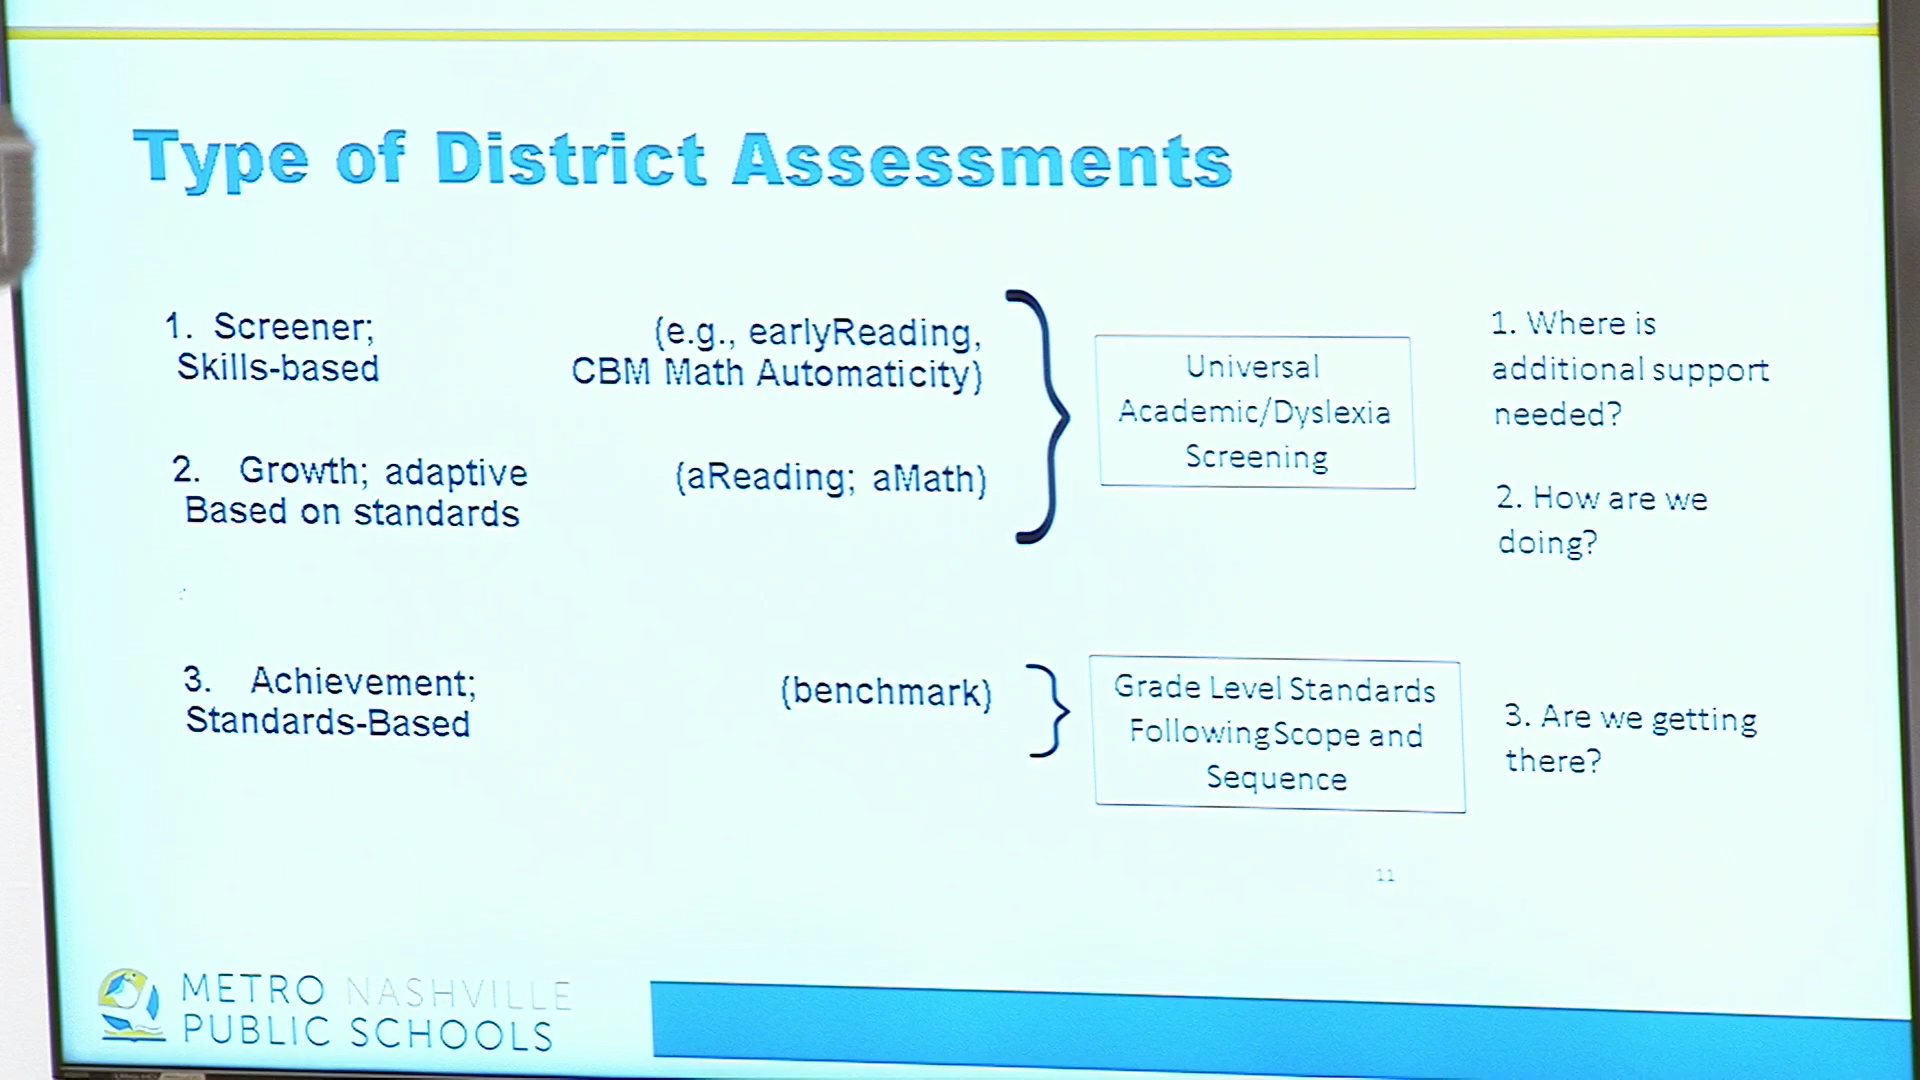 Type of District Assessments
1. Screener;
Skills-based
(e.g., earlyReading,
CBM Math Automaticity)
2. Growth; adaptive
Based on standards
(aReading; aMath)
Universal
Academic/Dyslexia
Screening
1. Where is
additional support
needed?
2. How are we
doing?
3. Achievement;
Standards-Based
(benchmark)
Grade Level Standards
Following Scope and
Sequence
3. Are we getting
there?
11
METRO NASHVILLE
PUBLIC SCHOOLS